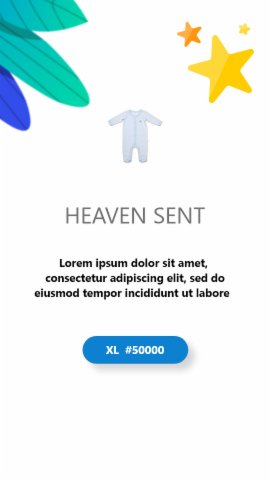 HEAVEN SENT
Lorem ipsum dolor sit amet,
consectetur adipiscing elit, sed do
eiusmod tempor incididunt ut labore
XL #50000